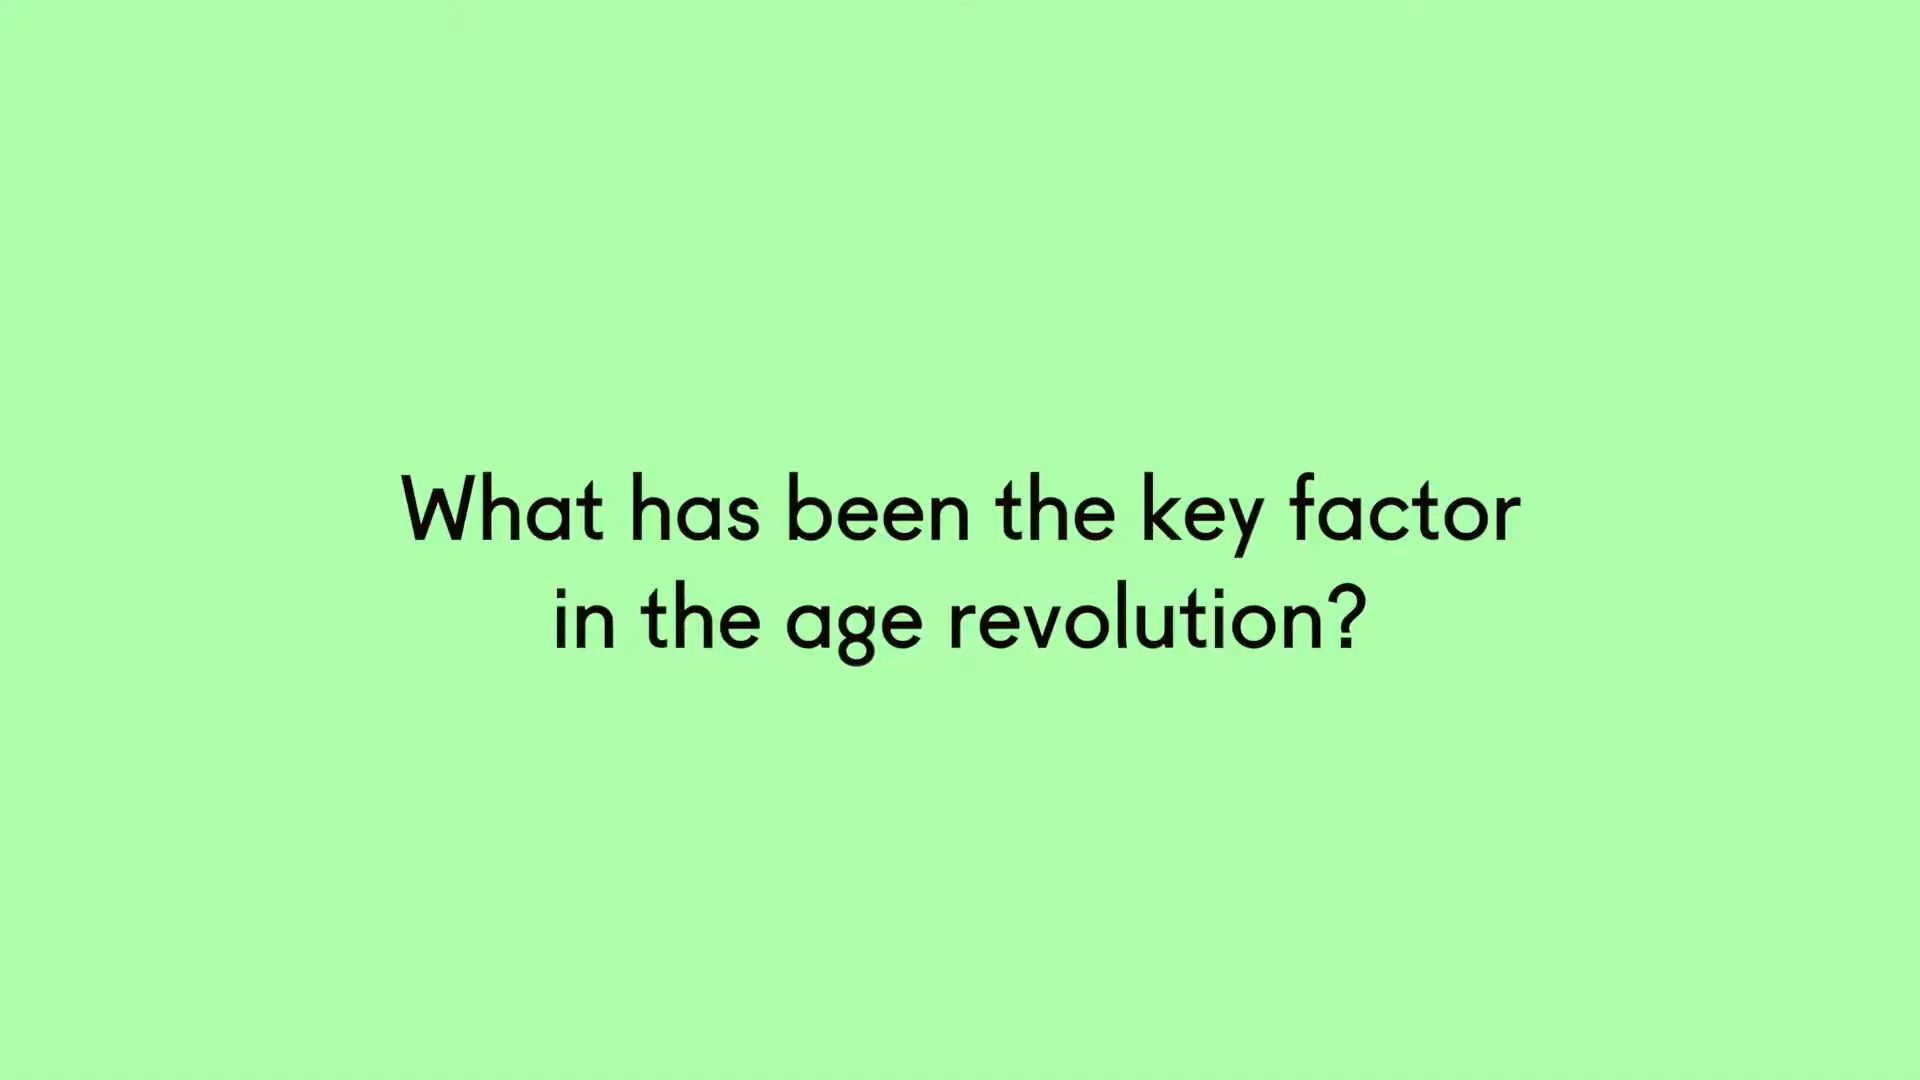 What has been the key factor
in the age revolution?